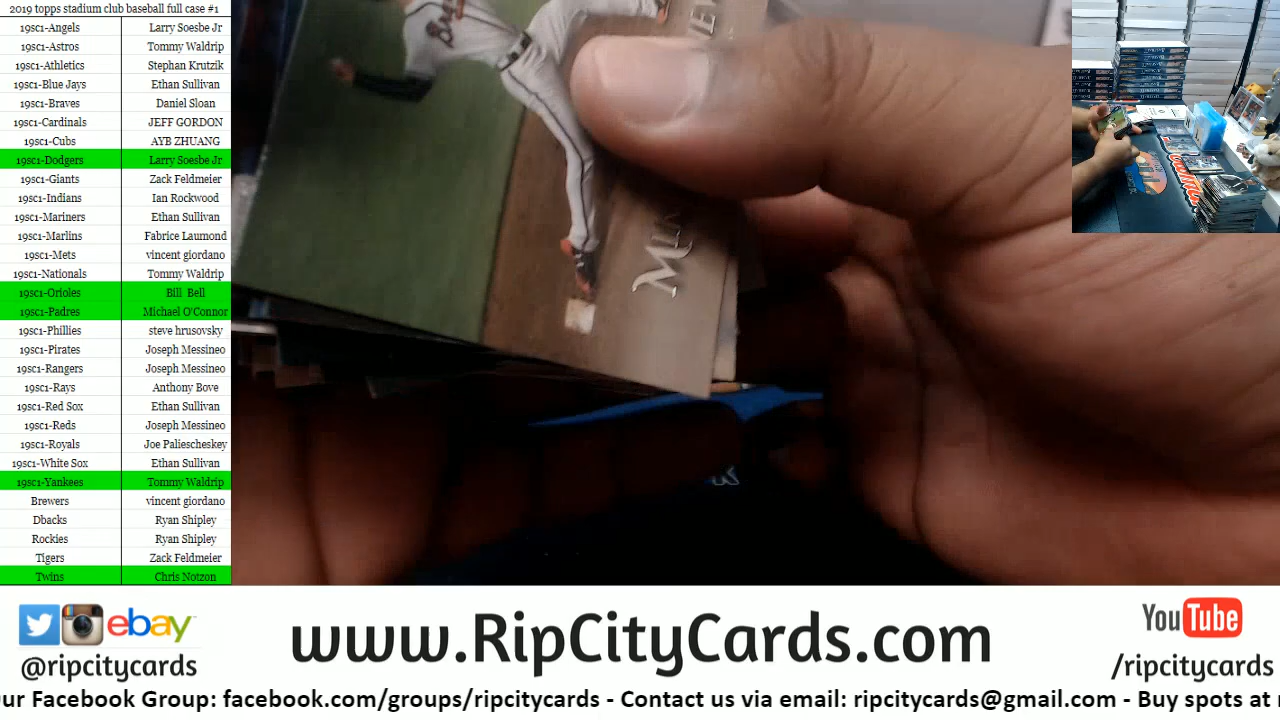 2019 topps stadium club baseball full case #1
19sc1-Angels Larry Soesbe Jr
19sc1-Astros Tommy Waldrip
19sc1-Athletics Stephan Krutzik
19sc1-Blue Jays Ethan Sullivan
19sc1-Braves Daniel Sloan
19sc1-Cardinals JEFF GORDON
19sc1-Cubs AYB ZHUANG
19sc1-Dodgers Larry Soesbe Jr
19sc1-Giants Zack Feldmeier
19sc1-Indians Ian Rockwood
19sc1-Mariners Ethan Sullivan
19sc1-Marlins Fabrice Laumond
19sc1-Mets vincent giordano
19sc1-Nationals Tommy Waldrip
19sc1-Orioles Bill Bell
19sc1-Padres Michael O'Connor
19sc1-Phillies steve hrusovsky
19sc1-Pirates Joseph Messineo
19sc1-Rangers Joseph Messineo
19sc1-Rays Anthony Bove
19sc1-Red Sox Ethan Sullivan
19sc1-Reds Joseph Messineo
19sc1-Royals Joe Paliescheskey
19sc1-White Sox Ethan Sullivan
19sc1-Yankees Tommy Waldrip
Brewers vincent giordano
Dbacks Ryan Shipley
Rockies Ryan Shipley
Tigers Zack Feldmeier
Twins Chris Notzon
ebay
@ripcitycards
www.RipCityCards.com
YouTube
/ripcitycards
ur Facebook Group: facebook.com/groups/ripcitycards - Contact us via email: ripcitycards@gmail.com - Buy spots at